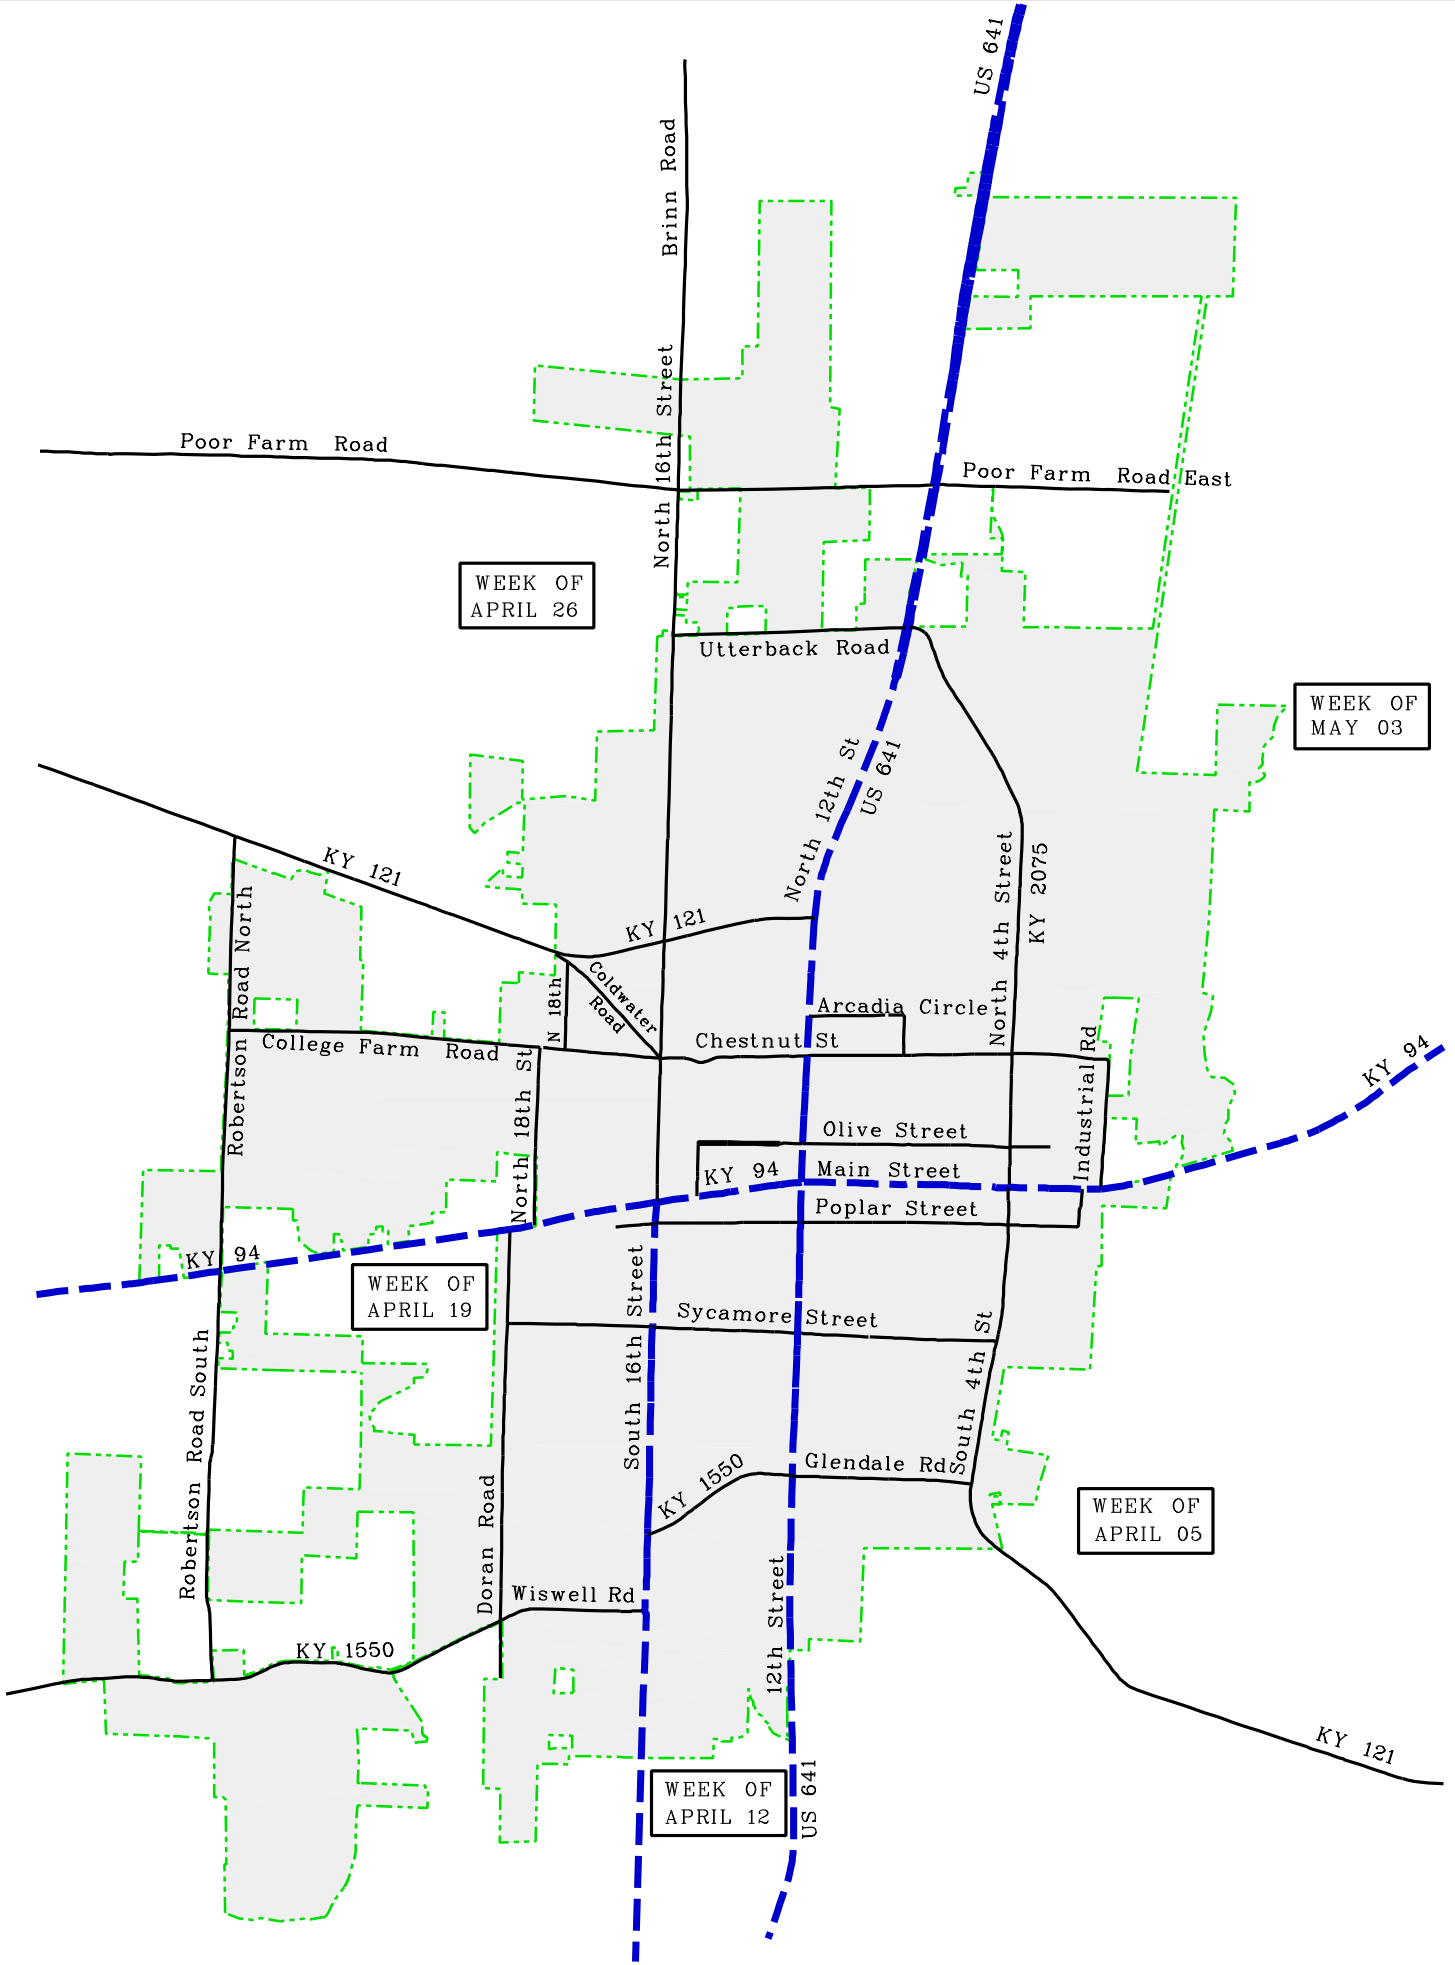 US 641
Brinn Road
North 16th Street
Poor Farm Road
Poor Farm Road East
North
WEEK OF
APRIL 26
Utterback Road
WEEK OF
MAY 03
North 12th St
US 641
KY 121
North 4th Street
KY 2075
Robertson Road North
KY 121
Coldwater
Road
N 18th
Arcadia Circle
Chestnut St
College Farm Road
North 18th St
Industrial Rd
KY 94
Olive Street
KY 94 Main Street
Poplar Street
KY 94
WEEK OF
APRIL 19
South 16th Street
Sycamore Street
South 4th St
Robertson Road South
KY 1550
Glendale Rd
WEEK OF
APRIL 05
Doran Road
Wiswell Rd
12th Street
KY 1550
KY 121
WEEK OF
APRIL 12
US 641